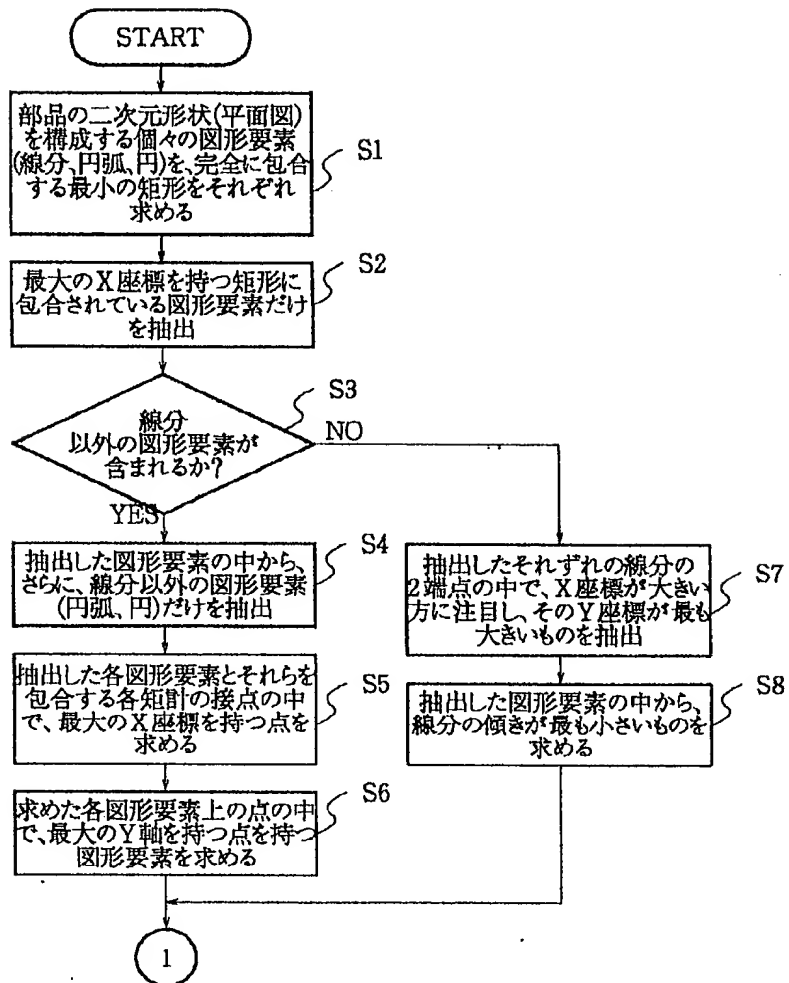 START
部品の二次元形状(平面図)
を構成する個々の図形要素
(線分、円弧、円)を、完全に包含
する最小の矩形をそれぞれ
求める
S1
最大のX座標を持つ矩形に
包含されている図形要素だけ
を抽出
S2
線分
以外の図形要素が
含まれるか?
S3
NO
YES
抽出した図形要素の中から、
さらに、線分以外の図形要素
(円弧、円)だけを抽出
S4
抽出した各図形要素とそれらを
包含する各矩計の接点の中
で、最大のX座標を持つ点を
求める
S5
求めた各図形要素上の点の中
で、最大のY軸を持つ点を持つ
図形要素を求める
S6
抽出したそれずれの線分の
2端点の中で、X座標が大きい
方に注目し、そのY座標が最も
大きいものを抽出
S7
抽出した図形要素の中から、
線分の傾きが最も小さいものを
求める
S8
1